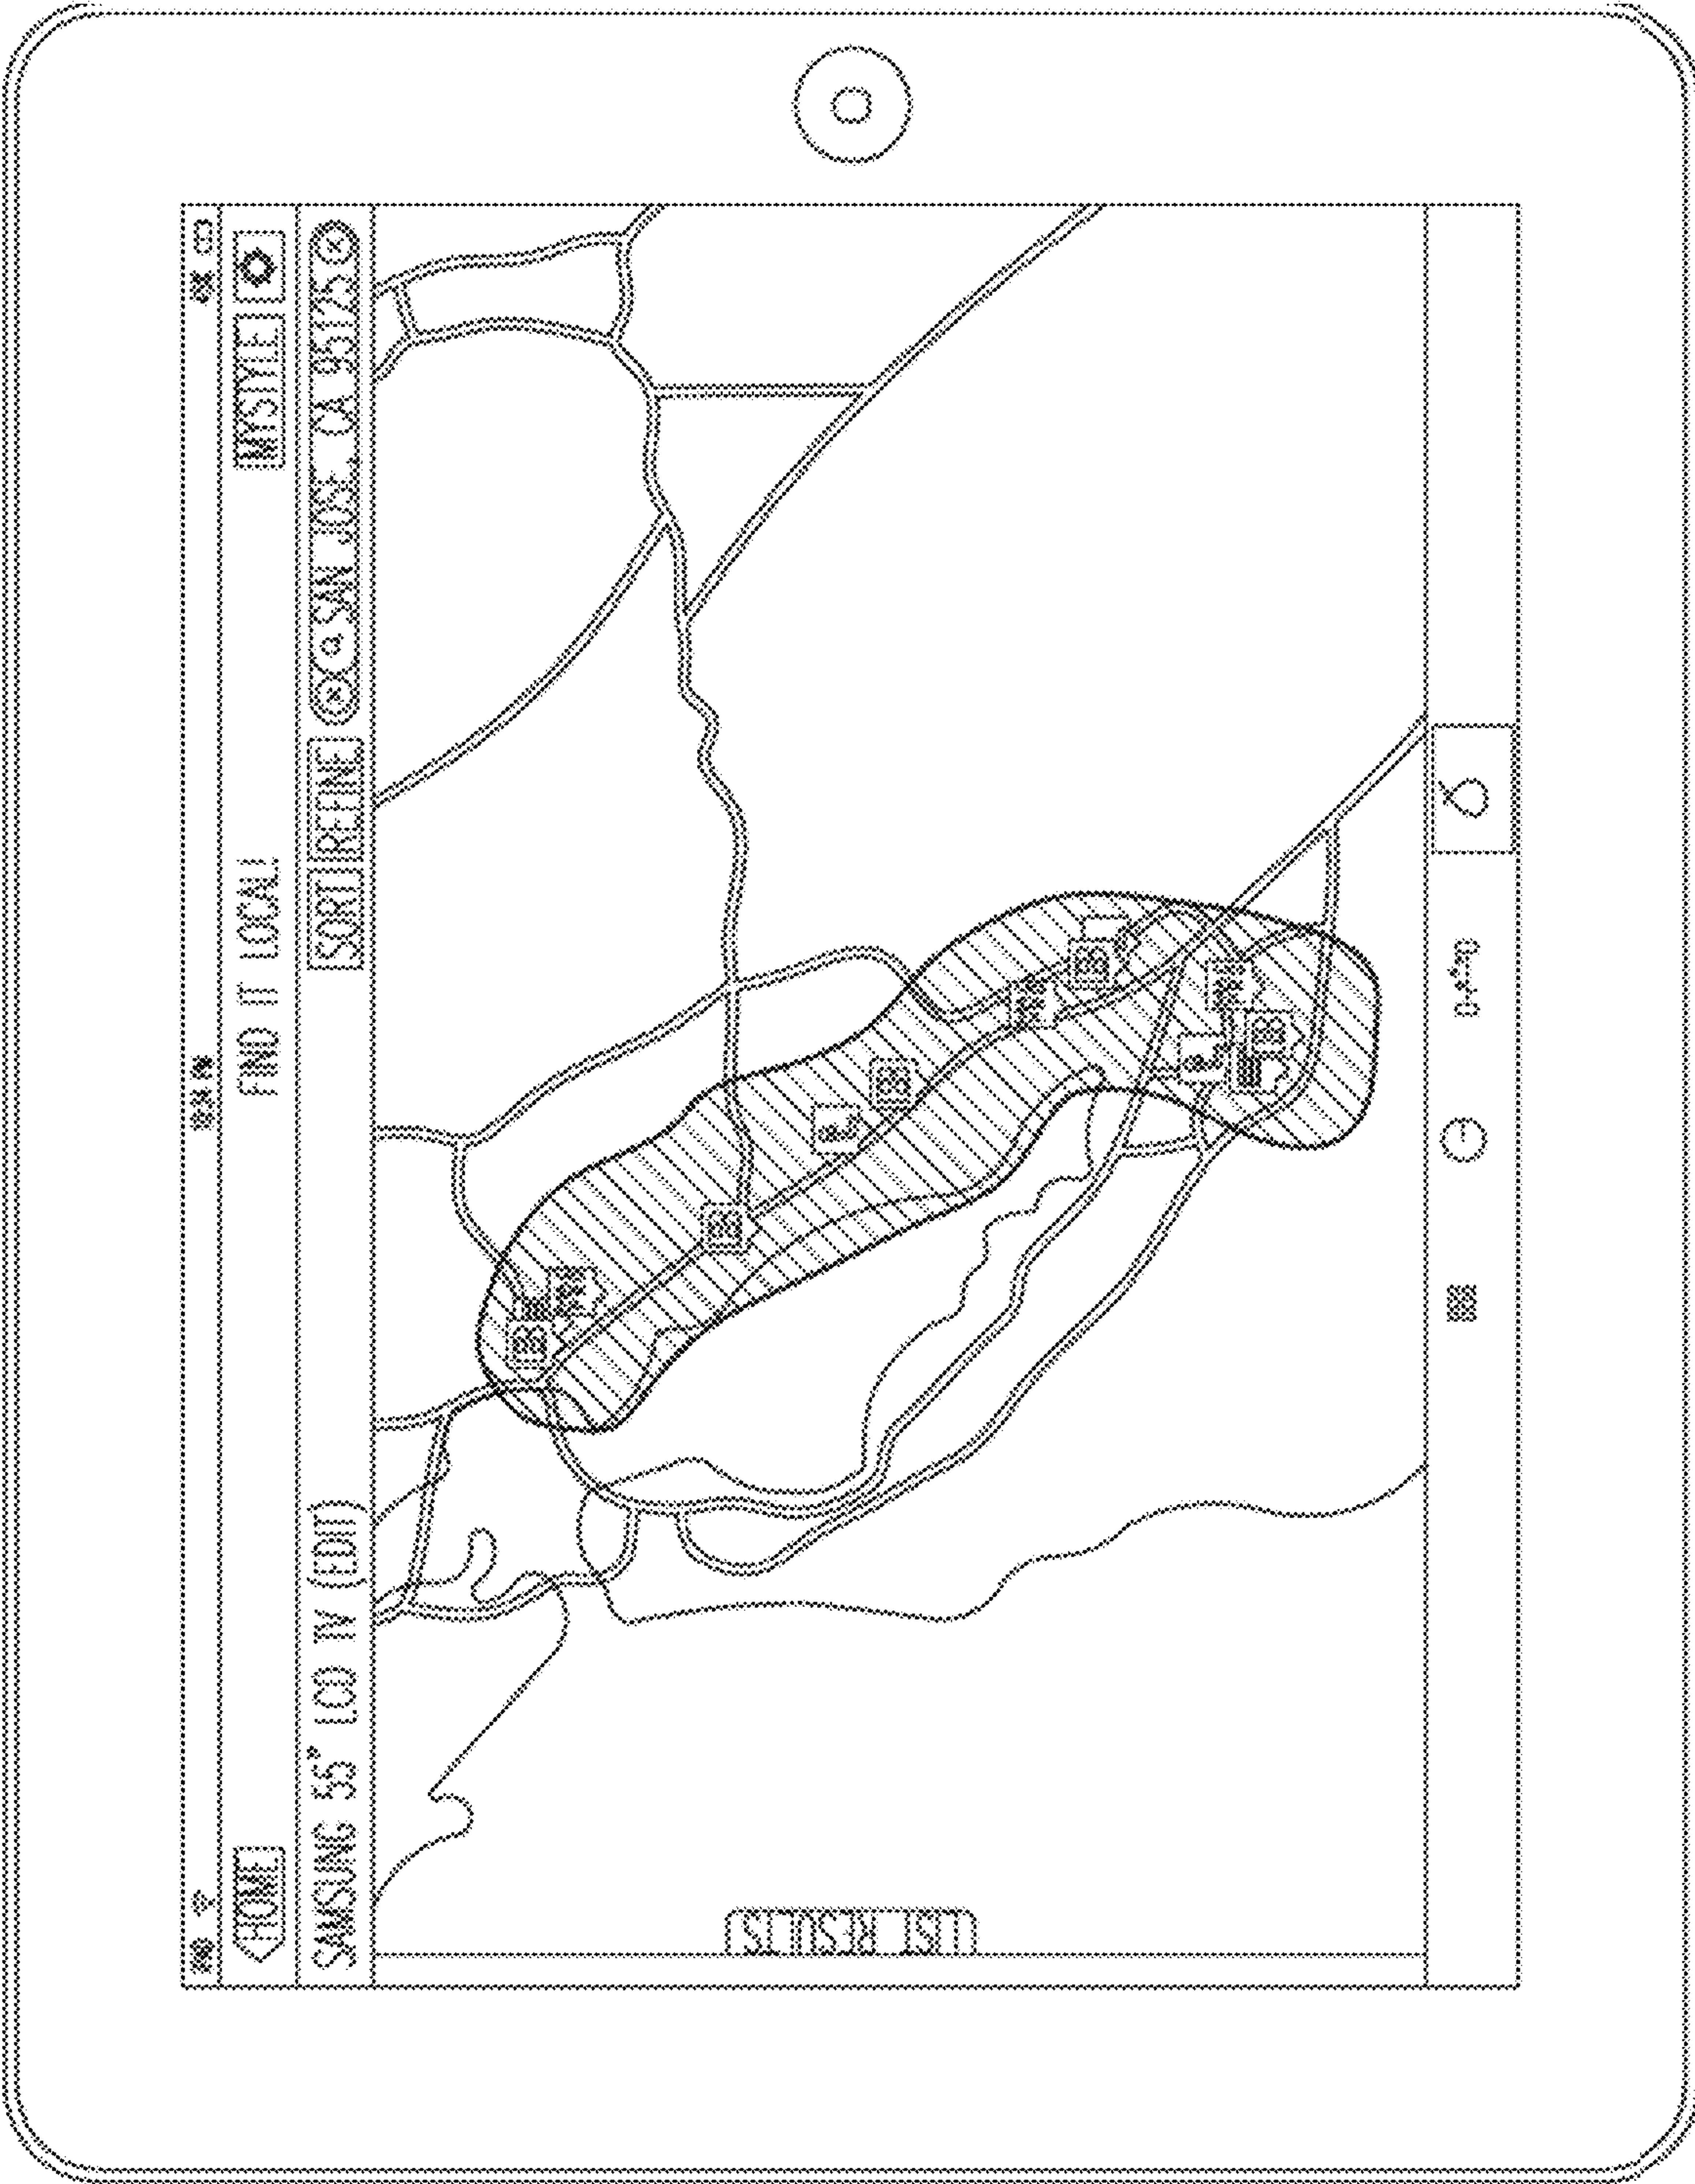 HOME FIND IT LOCAL! MYSTYLE
SAMSUNG 55" LCD TV (EDIT) SORT REFINE SAN JOSE, CA 95125
LIST RESULTS